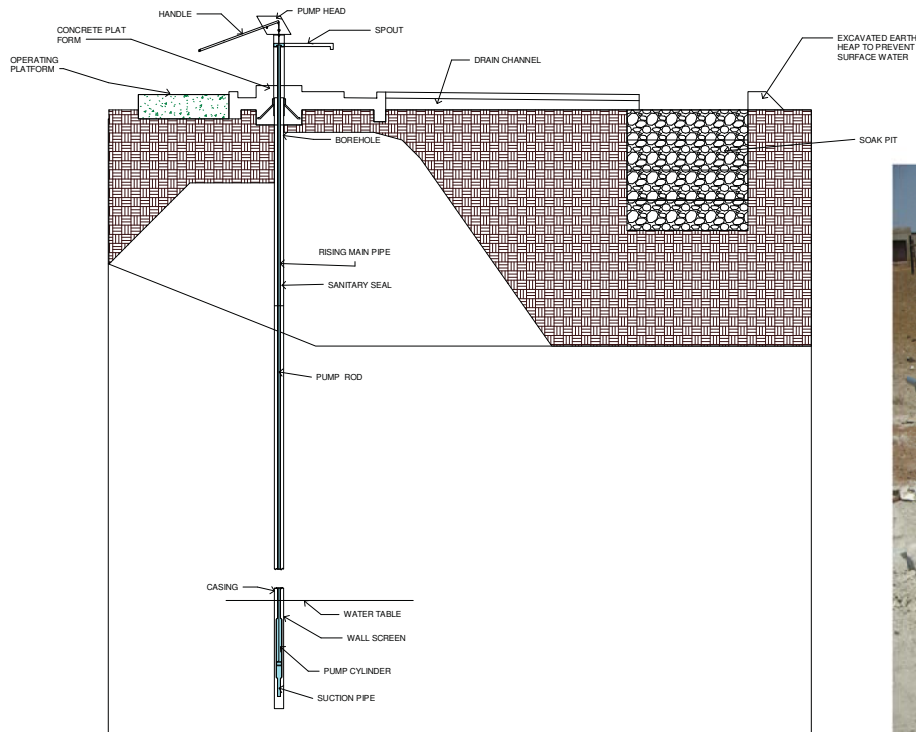 HANDLE
PUMP HEAD
CONCRETE PLAT
FORM
SPOUT
OPERATING
PLATFORM
DRAIN CHANNEL
EXCAVATED EARTH
HEAP TO PREVENT
SURFACE WATER
BOREHOLE
SOAK PIT
RISING MAIN PIPE
SANITARY SEAL
PUMP ROD
CASING
WATER TABLE
WALL SCREEN
PUMP CYLINDER
SUCTION PIPE